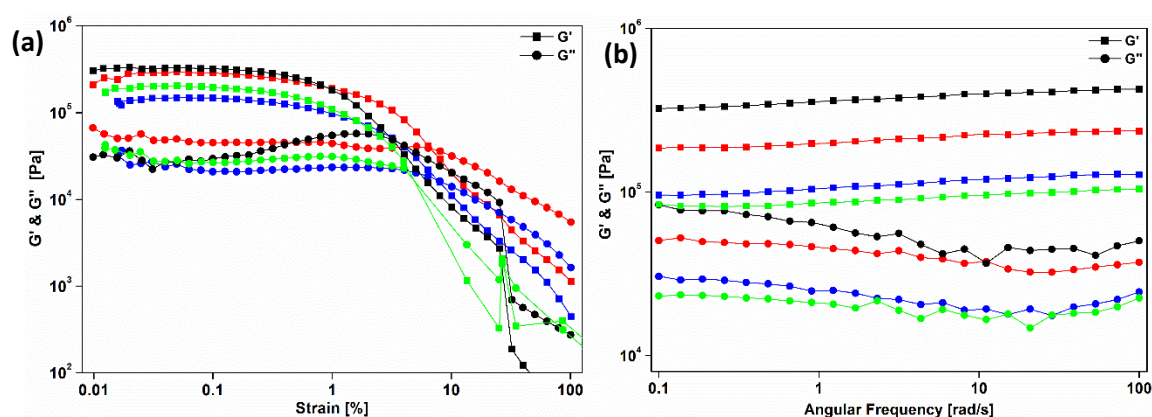 (a)
G' & G'' [Pa]
10^6
10^5
10^4
10^3
10^2
G'
G''
0.01
0.1
1
10
100
Strain [%]
(b)
G' & G'' [Pa]
10^6
10^5
10^4
G'
G''
0.1
1
10
100
Angular Frequency [rad/s]